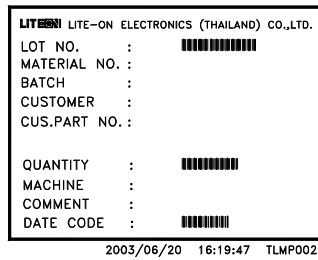 LITEON LITE-ON ELECTRONICS (THAILAND) CO.,LTD.
LOT NO. :
MATERIAL NO. :
BATCH :
CUSTOMER :
CUS.PART NO. :
QUANTITY :
MACHINE :
COMMENT :
DATE CODE :
2003/06/20 16:19:47 TLMP002